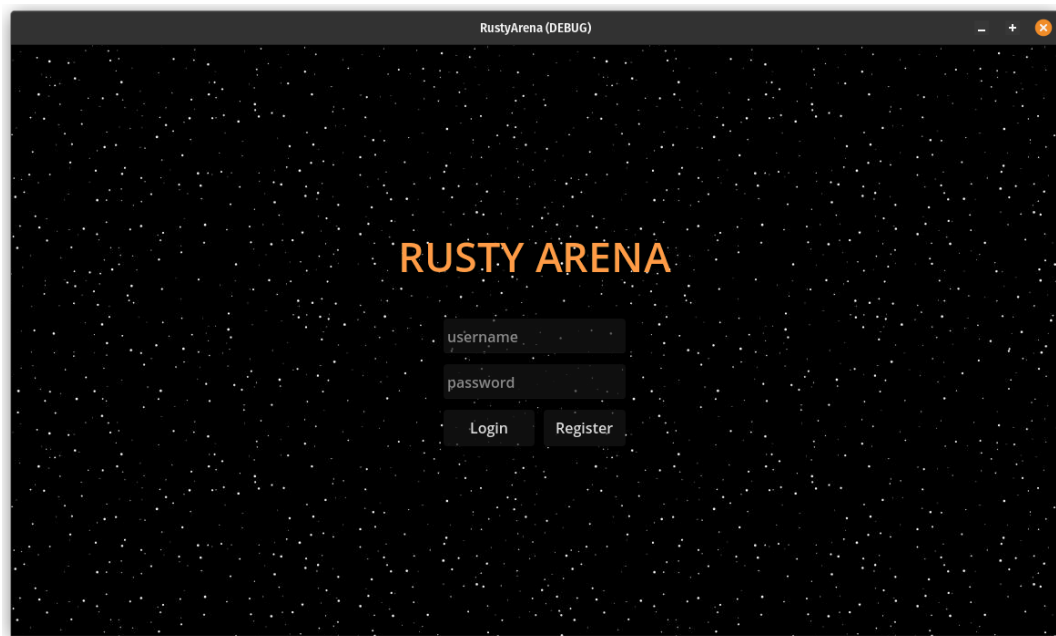 RustyArena (DEBUG)
RUSTY ARENA
username
password
Login Register